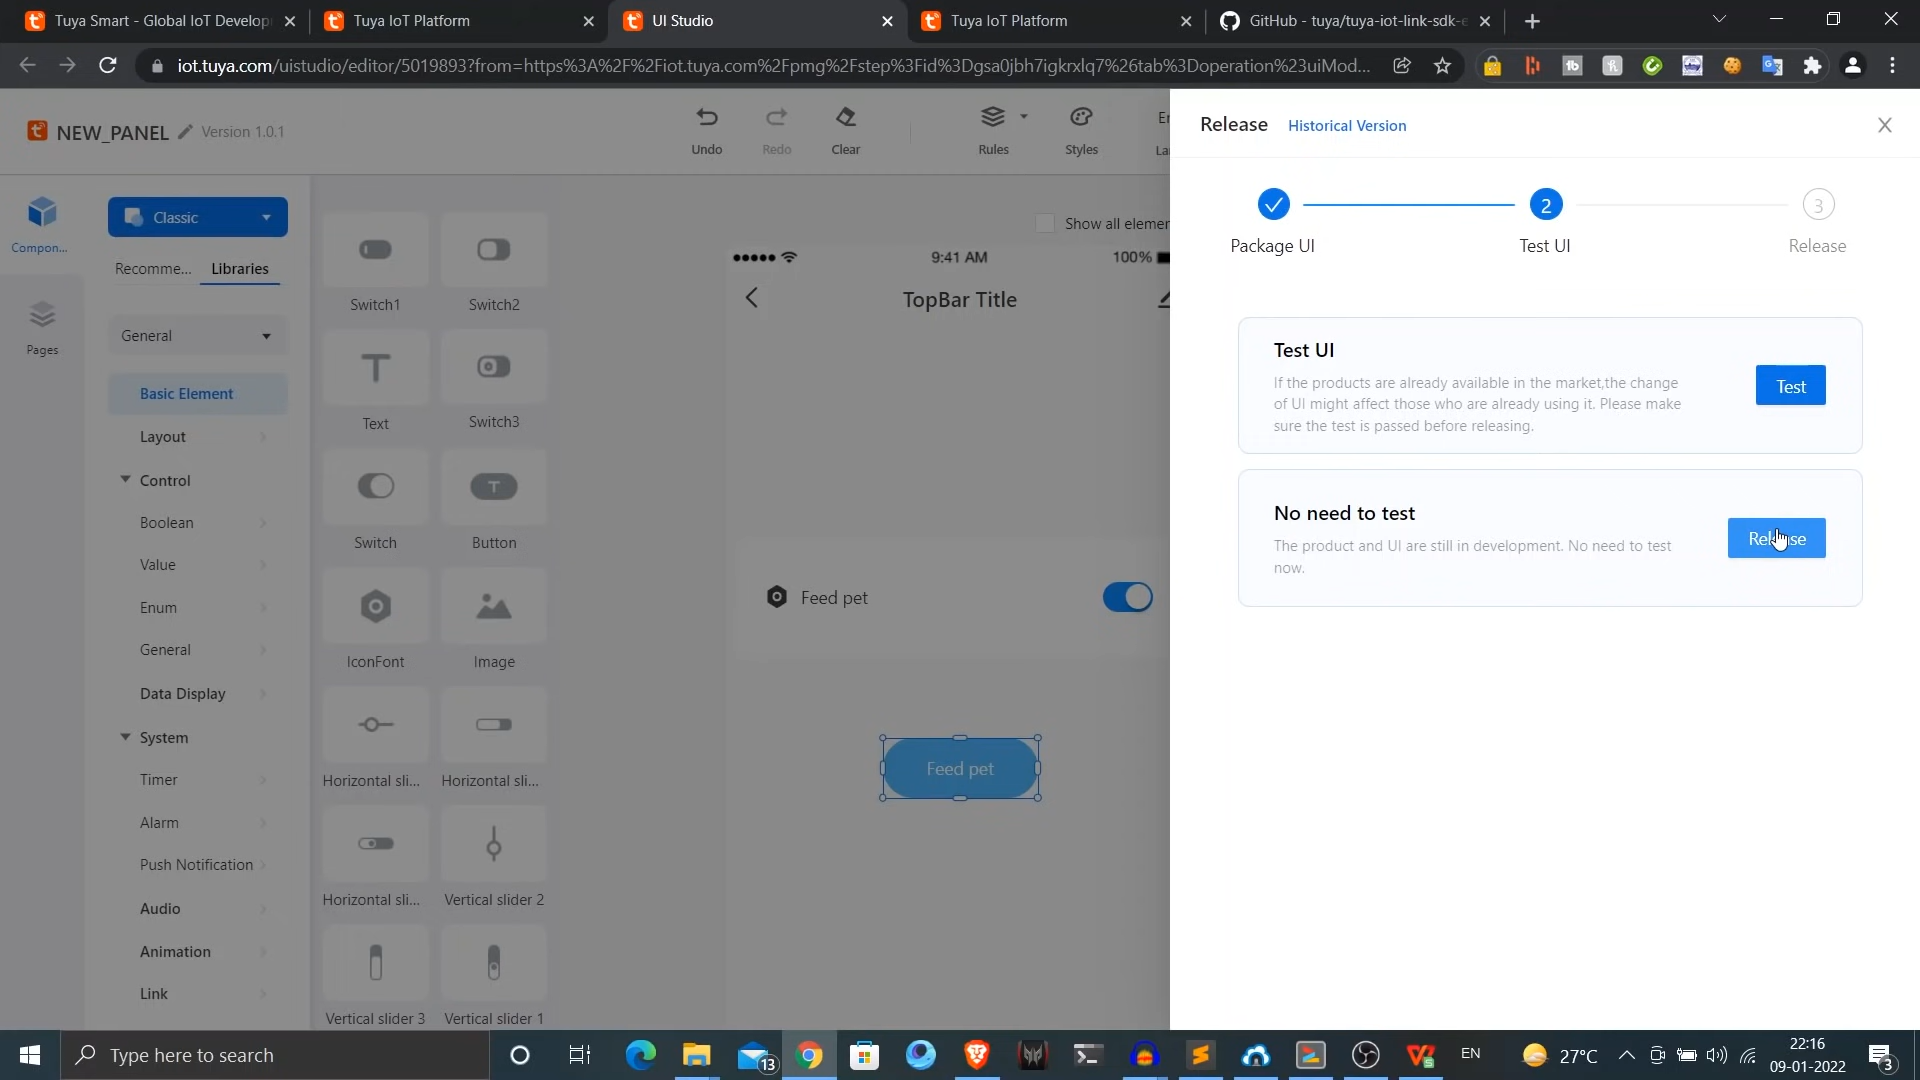 Tuya Smart - Global IoT Develop
Tuya IoT Platform
UI Studio
Tuya IoT Platform
GitHub - tuya/tuya-iot-link-sdk-e
iot.tuya.com/uistudio/editor/5019893?from=https%3A%2F%2Fiot.tuya.com%2Fpmg%2Fstep%3Fid%3Dgsa0jbh7igkrxlq7%26tab%3Doperation%23uiMod...
NEW_PANEL
Version 1.0.1
Undo
Redo
Clear
Rules
Styles
Er
La
Release
Historical Version
2
3
Package UI
Test UI
Release
Compon...
Pages
Classic
Recomme...
Libraries
General
Basic Element
Layout
Control
Boolean
Value
Enum
General
Data Display
System
Timer
Alarm
Push Notification
Audio
Animation
Link
Switch1
Switch2
Text
Switch3
Switch
Button
IconFont
Image
Horizontal sli...
Horizontal sli...
Horizontal sli...
Vertical slider 2
Vertical slider 3
Vertical slider 1
Show all elemer
9:41 AM
100%
TopBar Title
Feed pet
Feed pet
Test UI
If the products are already available in the market,the change
of UI might affect those who are already using it. Please make
sure the test is passed before releasing.
Test
No need to test
The product and UI are still in development. No need to test
now.
Release
Type here to search
13
EN
27°C
22:16
09-01-2022
3